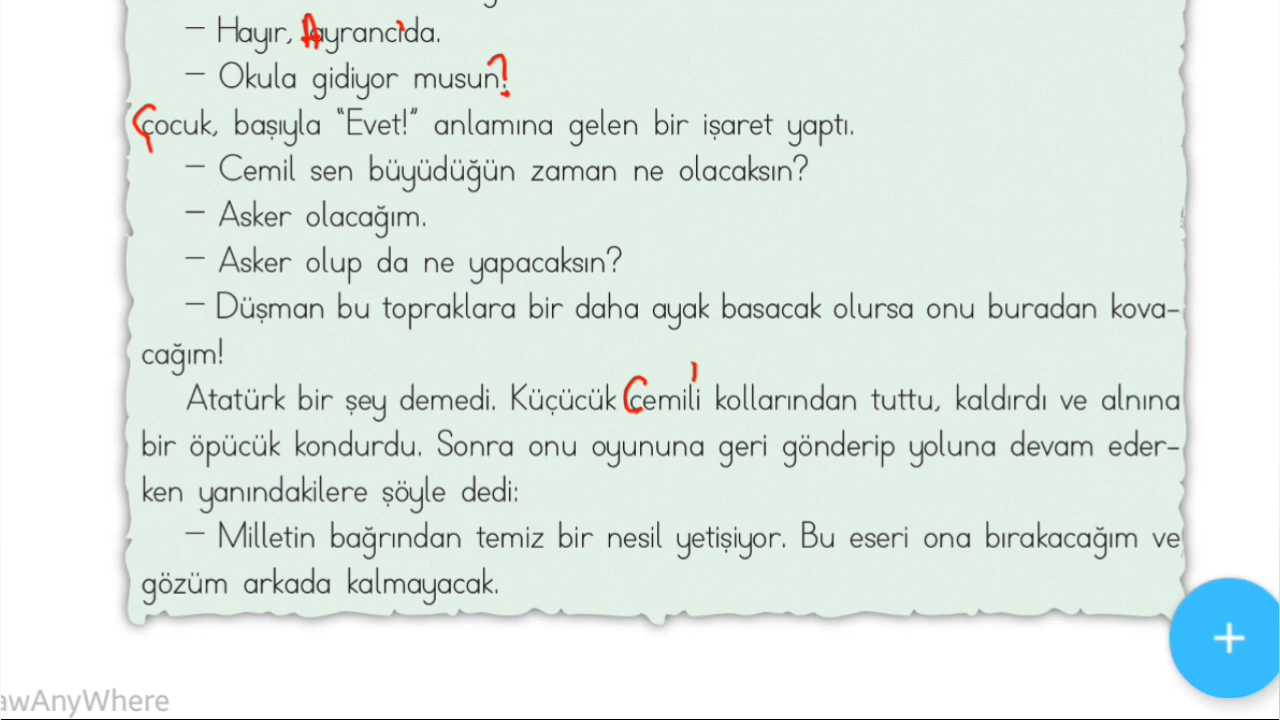 – Hayır, Ayrancı'da.
– Okula gidiyor musun?
Çocuk, başıyla “Evet!” anlamına gelen bir işaret yaptı.
– Cemil sen büyüdüğün zaman ne olacaksın?
– Asker olacağım.
– Asker olup da ne yapacaksın?
– Düşman bu topraklara bir daha ayak basacak olursa onu buradan kova-
cağım!
Atatürk bir şey demedi. Küçücük Cemil'i kollarından tuttu, kaldırdı ve alnına
bir öpücük kondurdu. Sonra onu oyununa geri gönderip yoluna devam eder-
ken yanındakilere şöyle dedi:
– Milletin bağrından temiz bir nesil yetişiyor. Bu eseri ona bırakacağım ve
gözüm arkada kalmayacak.
+
awAnyWhere